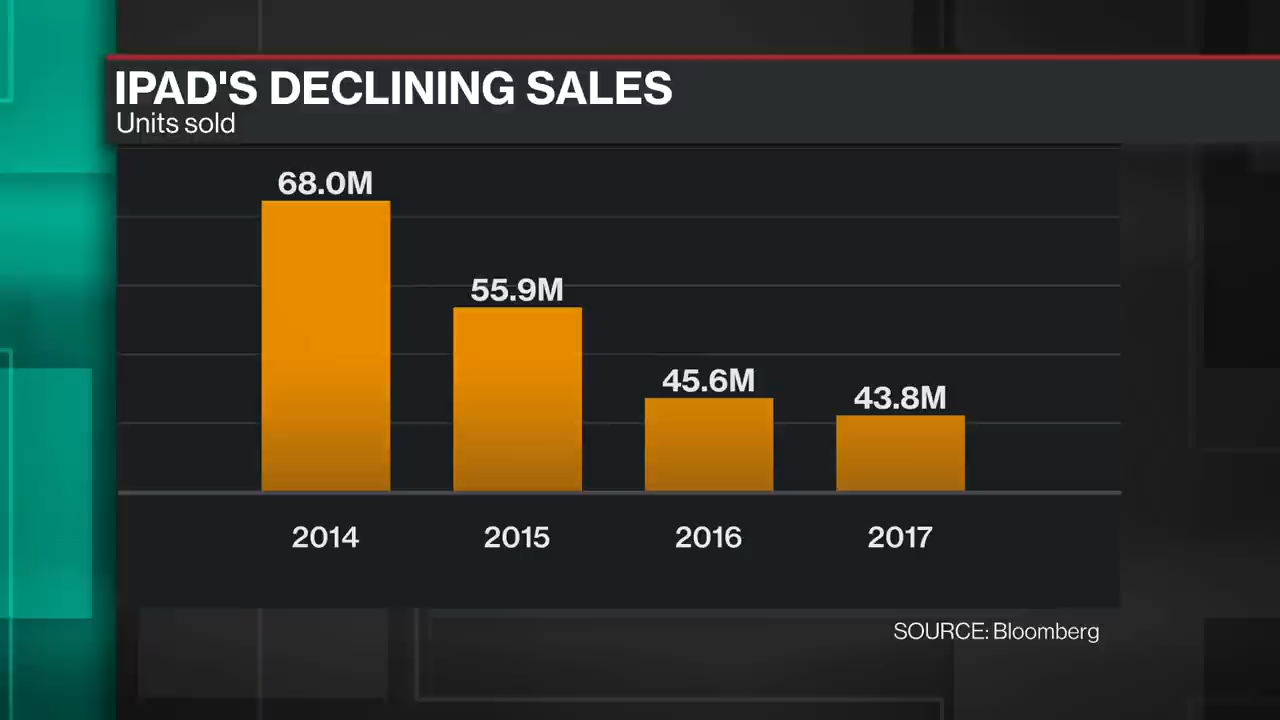 IPAD'S DECLINING SALES
Units sold
68.0M
55.9M
45.6M
43.8M
2014 2015 2016 2017
SOURCE: Bloomberg